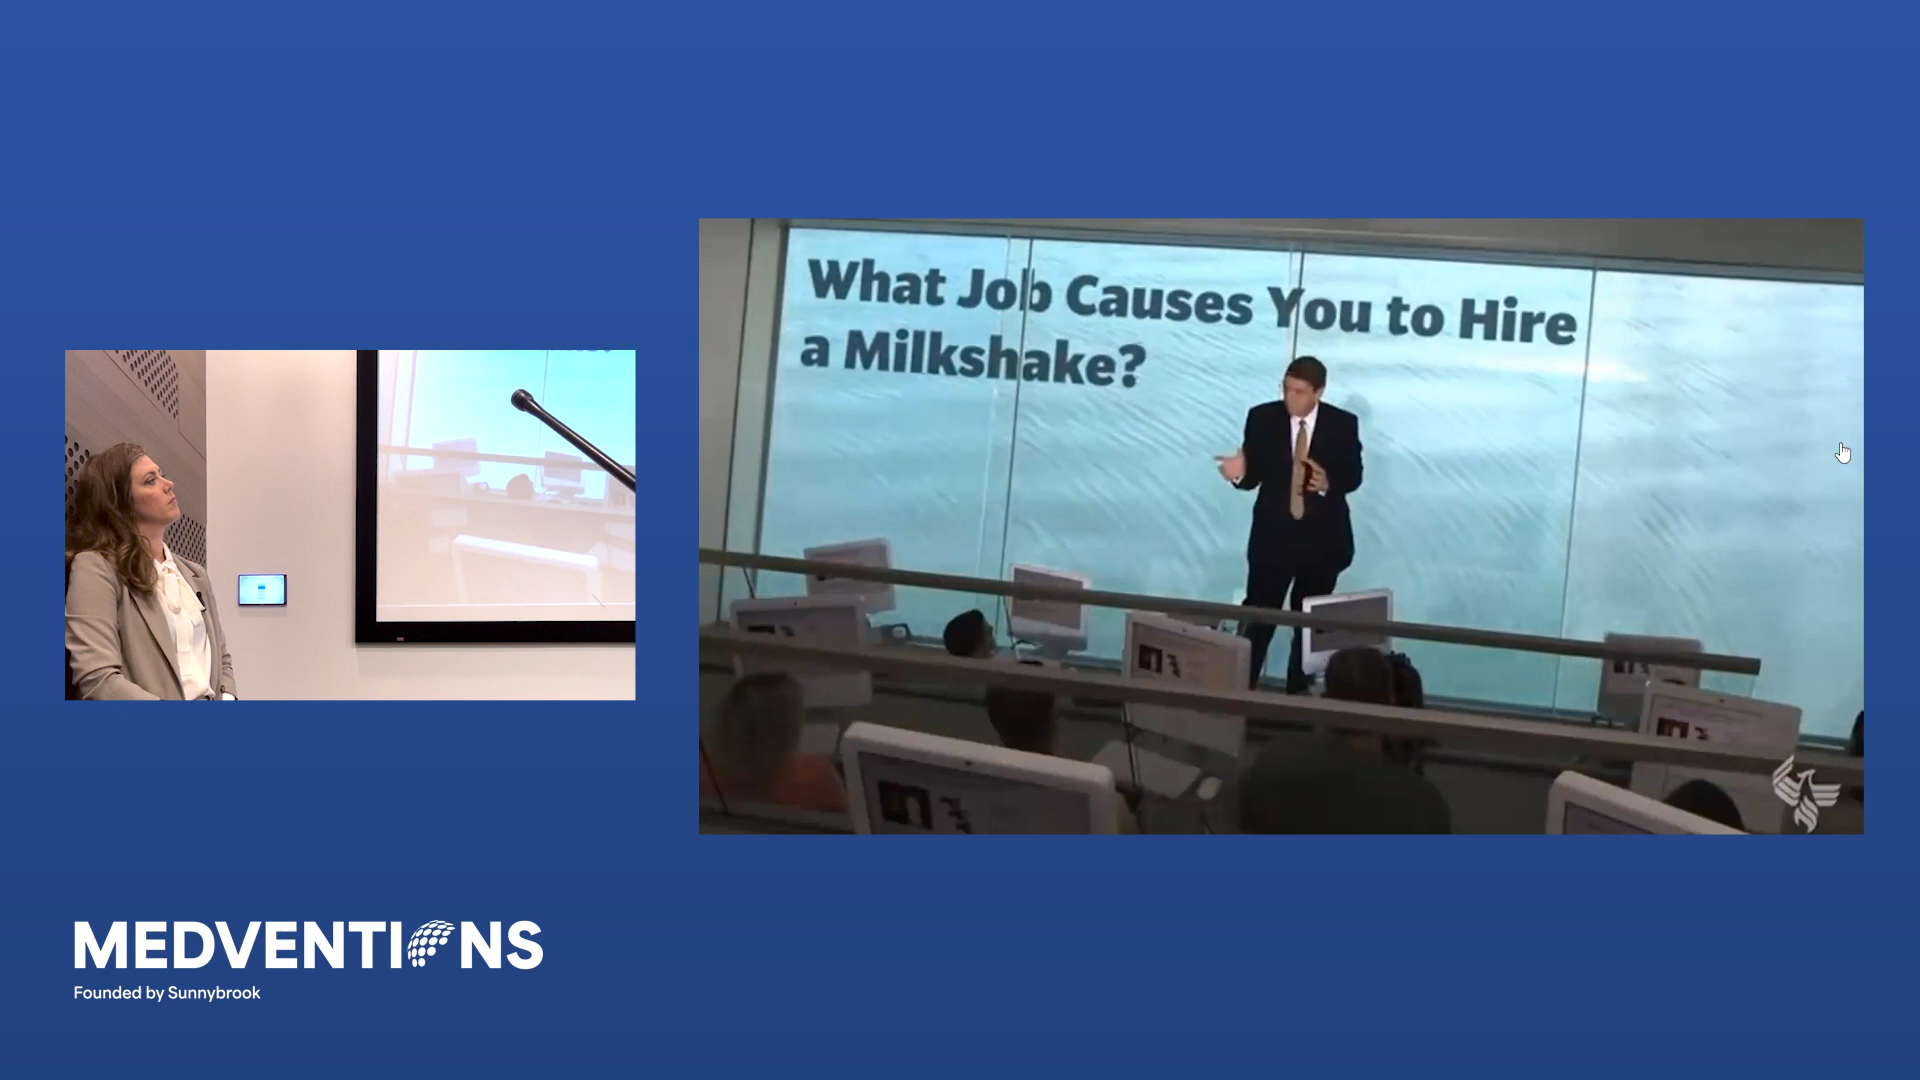 What Job Causes You to Hire
a Milkshake?
MEDVENTIONS
Founded by Sunnybrook